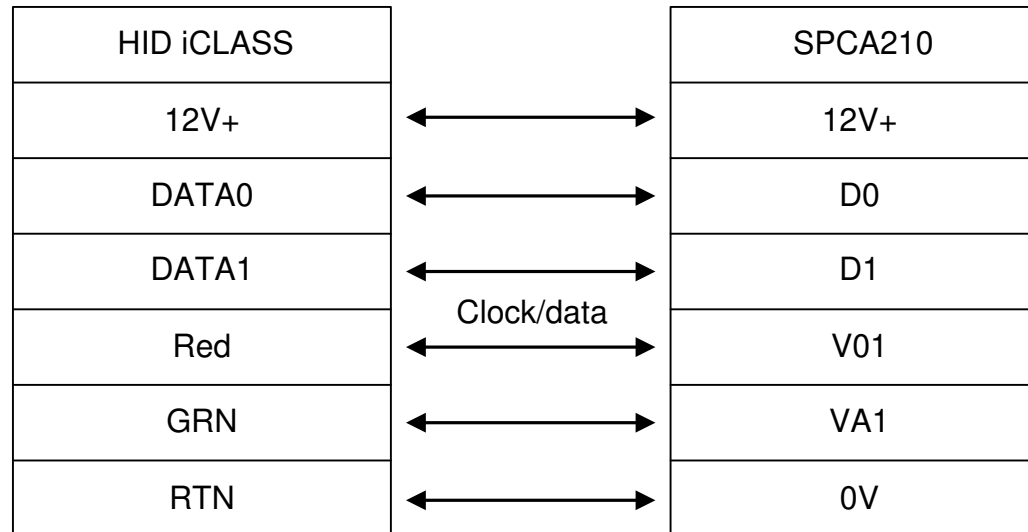 HID iCLASS SPCA210
12V+ 12V+
DATA0 D0
DATA1 D1
Clock/data
Red V01
GRN VA1
RTN 0V